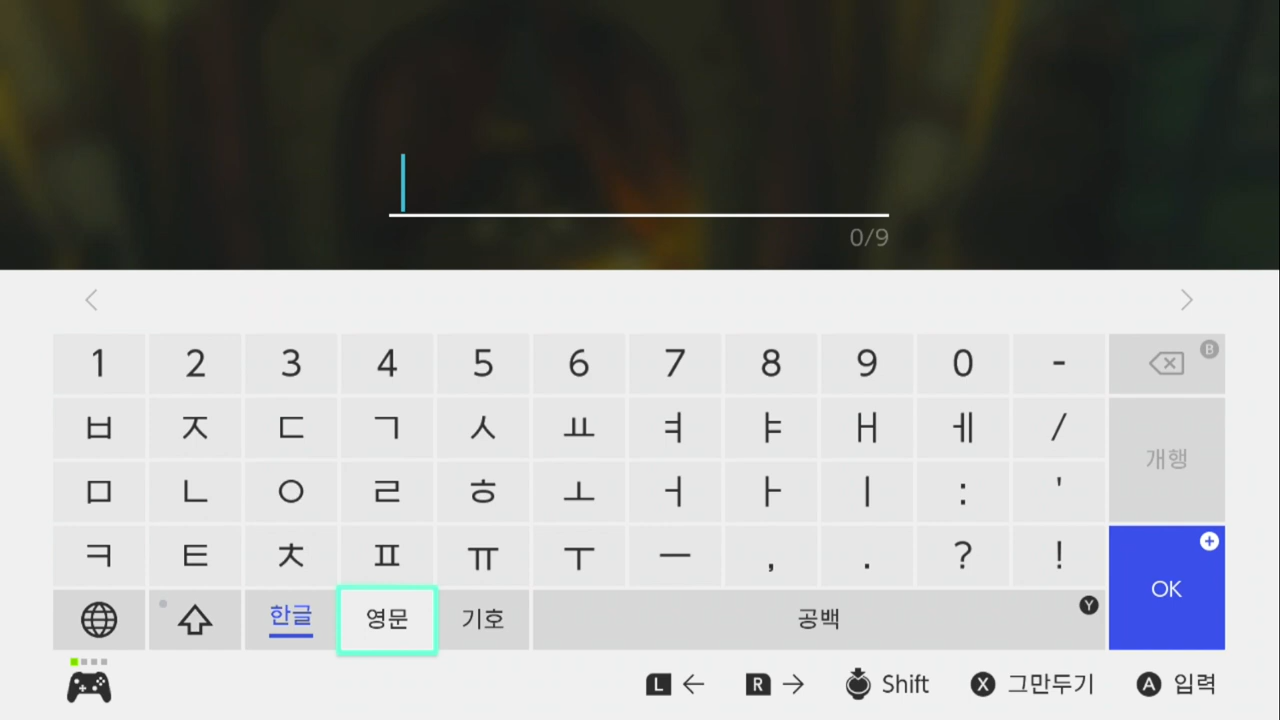 0/9
1 2 3 4 5 6 7 8 9 0 - B
ㅂ ㅈ ㄷ ㄱ ㅅ ㅛ ㅕ ㅑ ㅐ ㅔ / 개행
ㅁ ㄴ ㅇ ㄹ ㅎ ㅗ ㅓ ㅏ ㅣ : '
ㅋ ㅌ ㅊ ㅍ ㅠ ㅜ ㅡ , . ? ! OK
한글 영문 기호 공백 Y
L ← R → Shift X 그만두기 A 입력